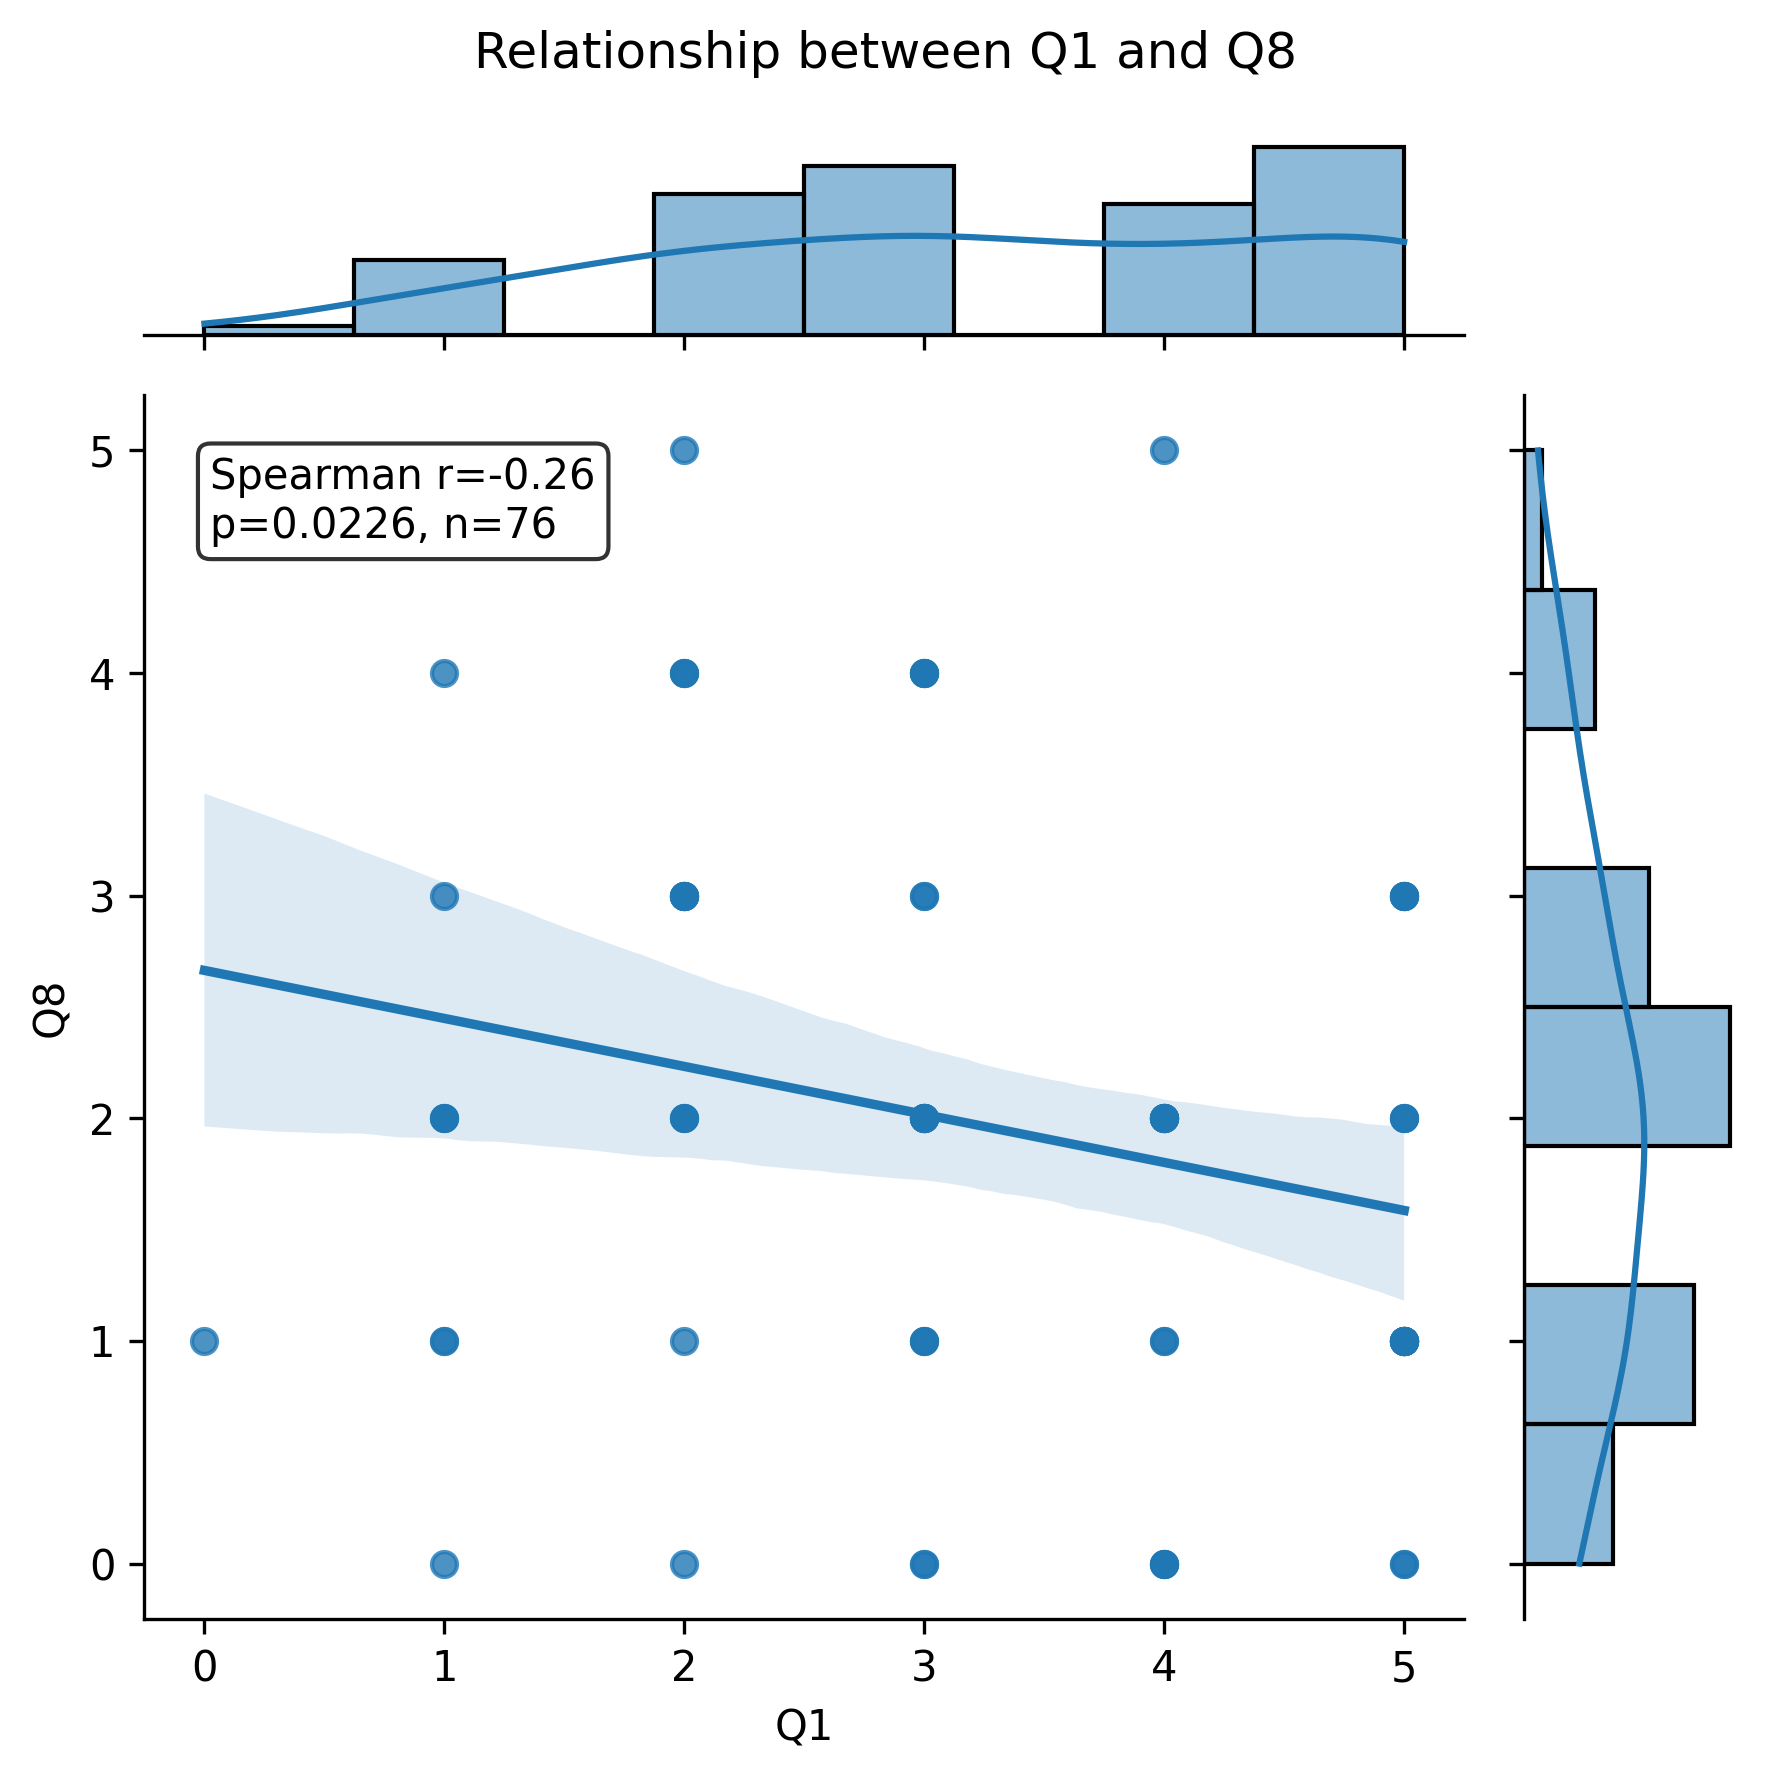 Relationship between Q1 and Q8
Spearman r=-0.26
p=0.0226, n=76
5
4
3
2
1
0
Q8
0 1 2 3 4 5
Q1